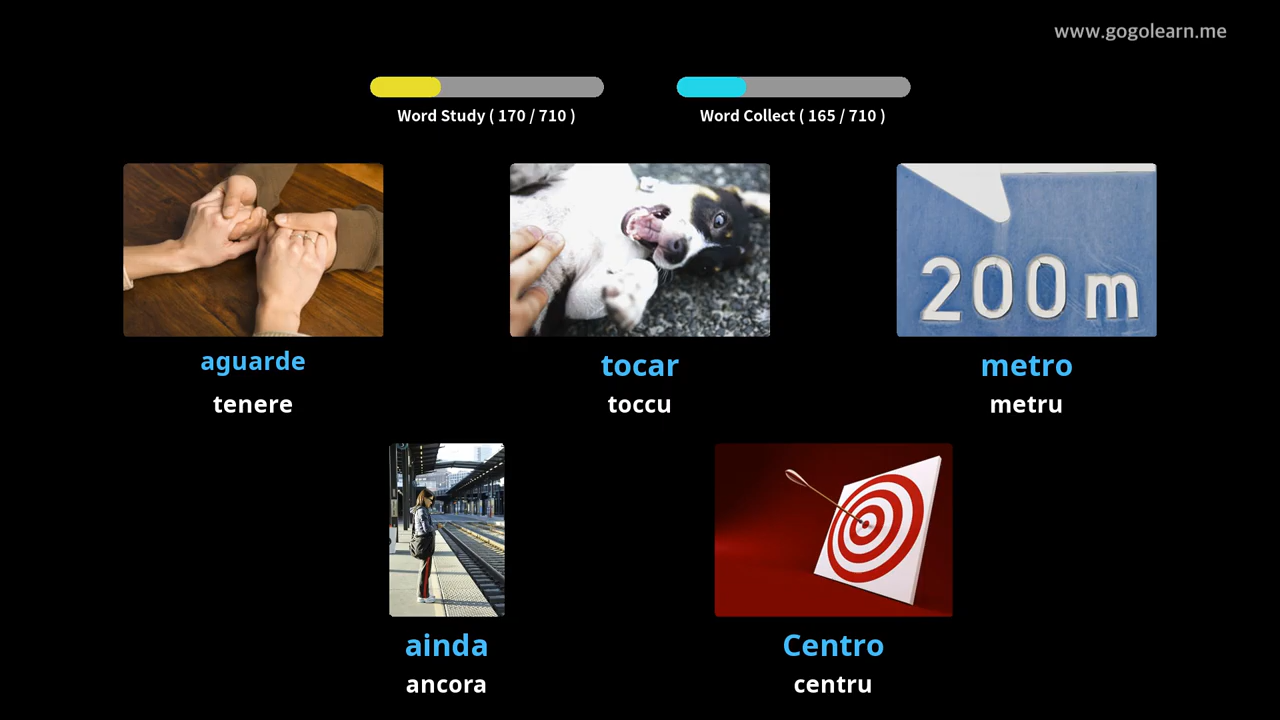 www.gogolearn.me
Word Study ( 170 / 710 )
Word Collect ( 165 / 710 )
200m
aguarde
tenere
tocar
toccu
metro
metru
ainda
ancora
Centro
centru